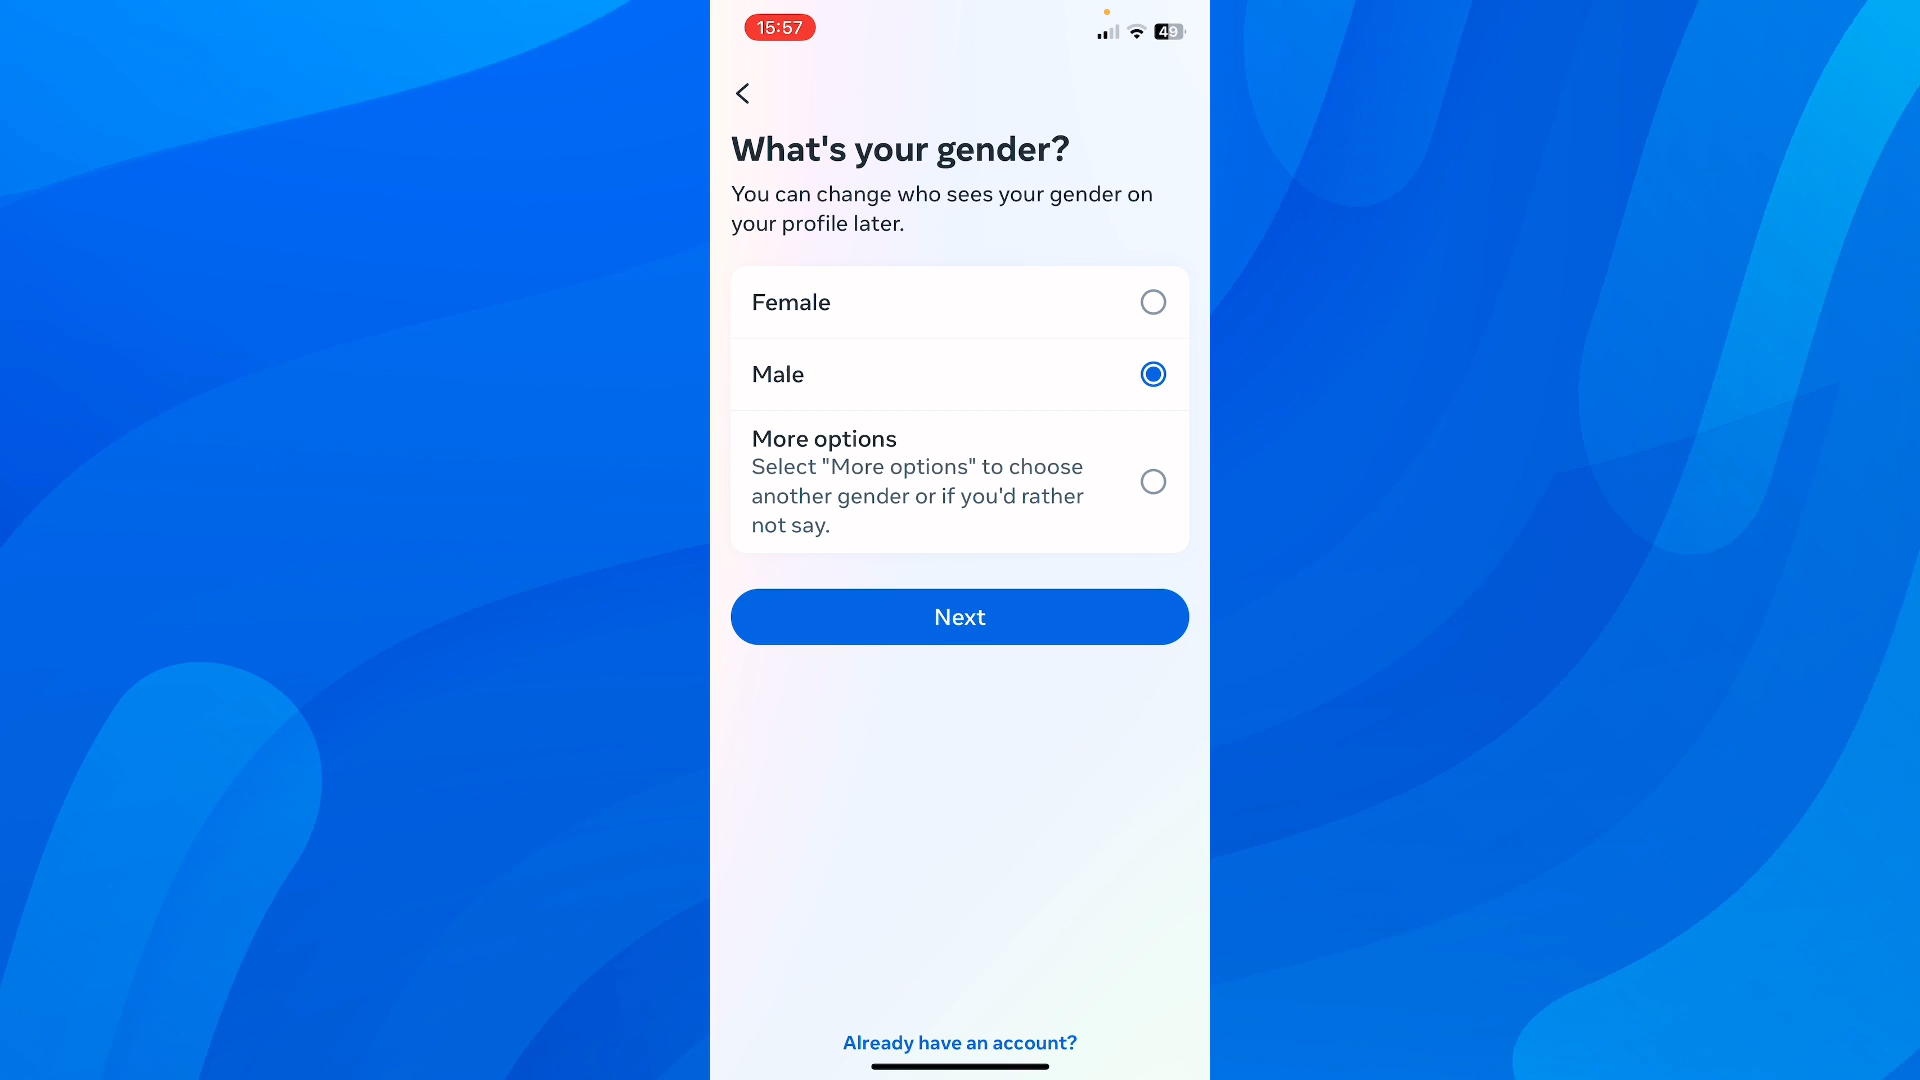 15:57
49
What's your gender?
You can change who sees your gender on
your profile later.
Female
Male
More options
Select "More options" to choose
another gender or if you'd rather
not say.
Next
Already have an account?